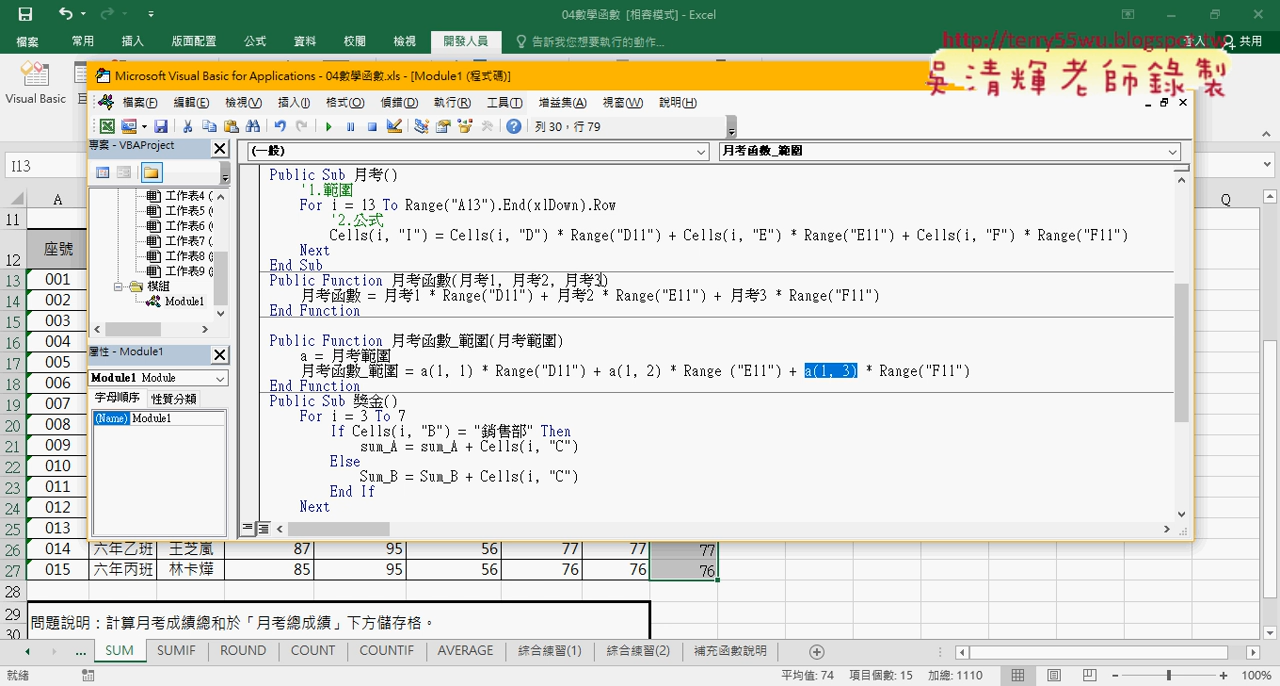 04數學函數 [相容模式] - Excel
檔案 常用 插入 版面配置 公式 資料 校閱 檢視 開發人員 告訴我您想要執行的動作... 登入 共用
http://terry55wu.blogspot.tw
吳清輝老師錄製
Visual Basic
Microsoft Visual Basic for Applications - 04數學函數.xls - [Module1 (程式碼)]
檔案(F) 編輯(E) 檢視(V) 插入(I) 格式(O) 偵錯(D) 執行(R) 工具(T) 增益集(A) 視窗(W) 說明(H)
列 30，行 79
專案 - VBAProject
(一般) 月考函數_範圍
I13
工作表4 (
工作表5 (
工作表6 (
工作表7 (
工作表8 (
工作表9 (
模組
Module1
屬性 - Module1
Module1 Module
字母順序 性質分類
(Name) Module1
Public Sub 月考()
'1.範圍
For i = 13 To Range("A13").End(xlDown).Row
'2.公式
Cells(i, "I") = Cells(i, "D") * Range("D11") + Cells(i, "E") * Range("E11") + Cells(i, "F") * Range("F11")
Next
End Sub
Public Function 月考函數(月考1, 月考2, 月考3)
月考函數 = 月考1 * Range("D11") + 月考2 * Range("E11") + 月考3 * Range("F11")
End Function
Public Function 月考函數_範圍(月考範圍)
a = 月考範圍
月考函數_範圍 = a(1, 1) * Range("D11") + a(1, 2) * Range ("E11") + a(1, 3) * Range("F11")
End Function
Public Sub 獎金()
For i = 3 To 7
If Cells(i, "B") = "銷售部" Then
sum_A = sum_A + Cells(i, "C")
Else
Sum_B = Sum_B + Cells(i, "C")
End If
Next
A Q
11
12 座號
13 001
14 002
15 003
16 004
17 005
18 006
19 007
20 008
21 009
22 010
23 011
24 012
25 013
26 014 六年乙班 王芝嵐 87 95 56 77 77 77
27 015 六年丙班 林卡燁 85 95 56 76 76 76
28
29
30
問題說明：計算月考成績總和於「月考總成績」下方儲存格。
... SUM SUMIF ROUND COUNT COUNTIF AVERAGE 綜合練習(1) 綜合練習(2) 補充函數說明
就緒 平均值: 74 項目個數: 15 加總: 1110 100%